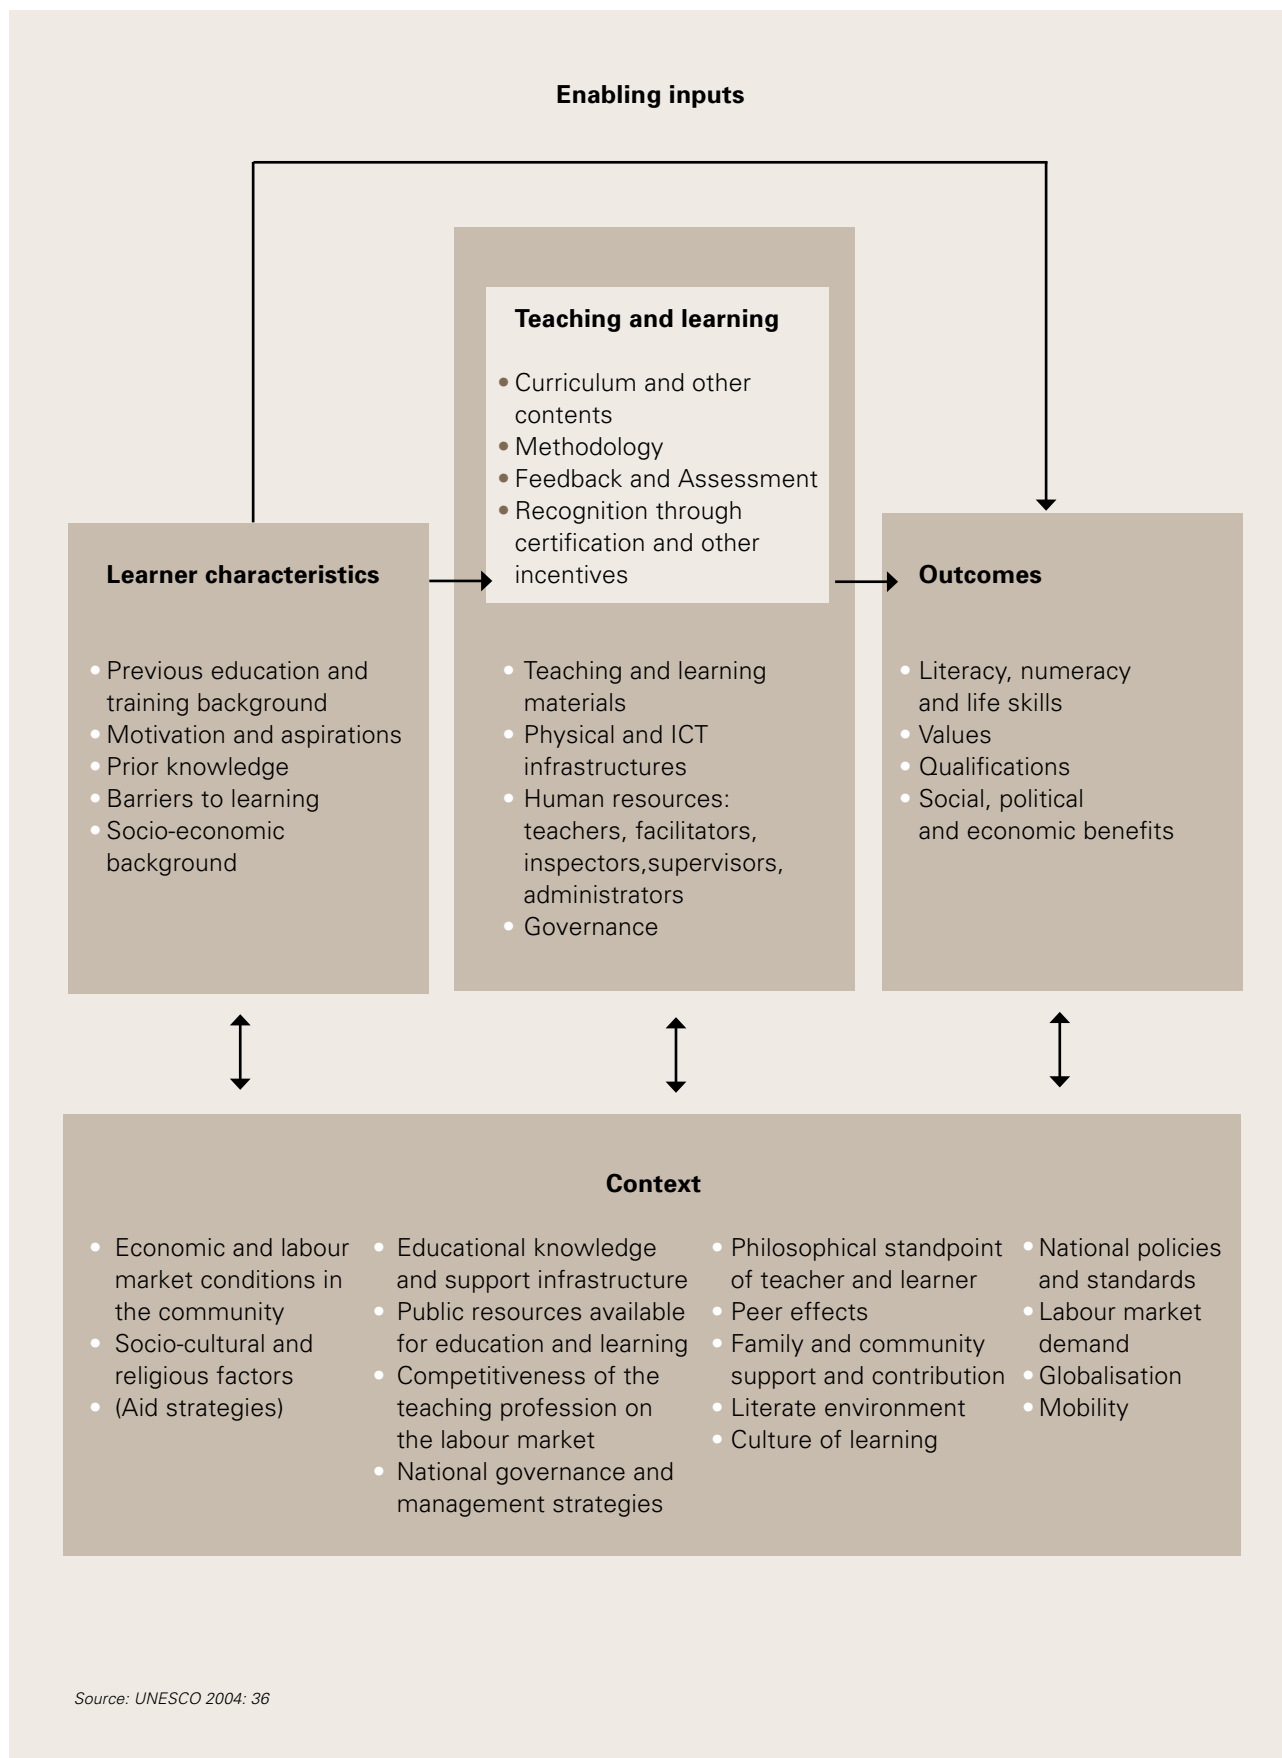 Enabling inputs
Teaching and learning
• Curriculum and other
contents
• Methodology
• Feedback and Assessment
• Recognition through
certification and other
incentives
Learner characteristics
• Previous education and
training background
• Motivation and aspirations
• Prior knowledge
• Barriers to learning
• Socio-economic
background
• Teaching and learning
materials
• Physical and ICT
infrastructures
• Human resources:
teachers, facilitators,
inspectors,supervisors,
administrators
• Governance
Outcomes
• Literacy, numeracy
and life skills
• Values
• Qualifications
• Social, political
and economic benefits
Context
• Economic and labour
market conditions in
the community
• Socio-cultural and
religious factors
• (Aid strategies)
• Educational knowledge
and support infrastructure
• Public resources available
for education and learning
• Competitiveness of the
teaching profession on
the labour market
• National governance and
management strategies
• Philosophical standpoint
of teacher and learner
• Peer effects
• Family and community
support and contribution
• Literate environment
• Culture of learning
• National policies
and standards
• Labour market
demand
• Globalisation
• Mobility
Source: UNESCO 2004: 36